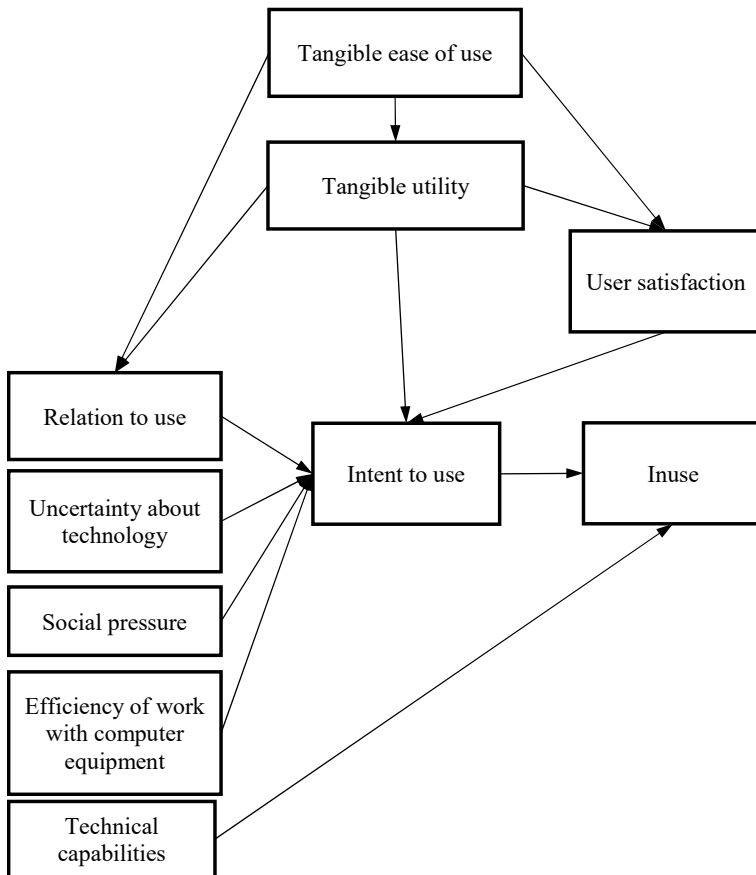 Tangible ease of use
Tangible utility
User satisfaction
Relation to use
Intent to use
Inuse
Uncertainty about
technology
Social pressure
Efficiency of work
with computer
equipment
Technical
capabilities